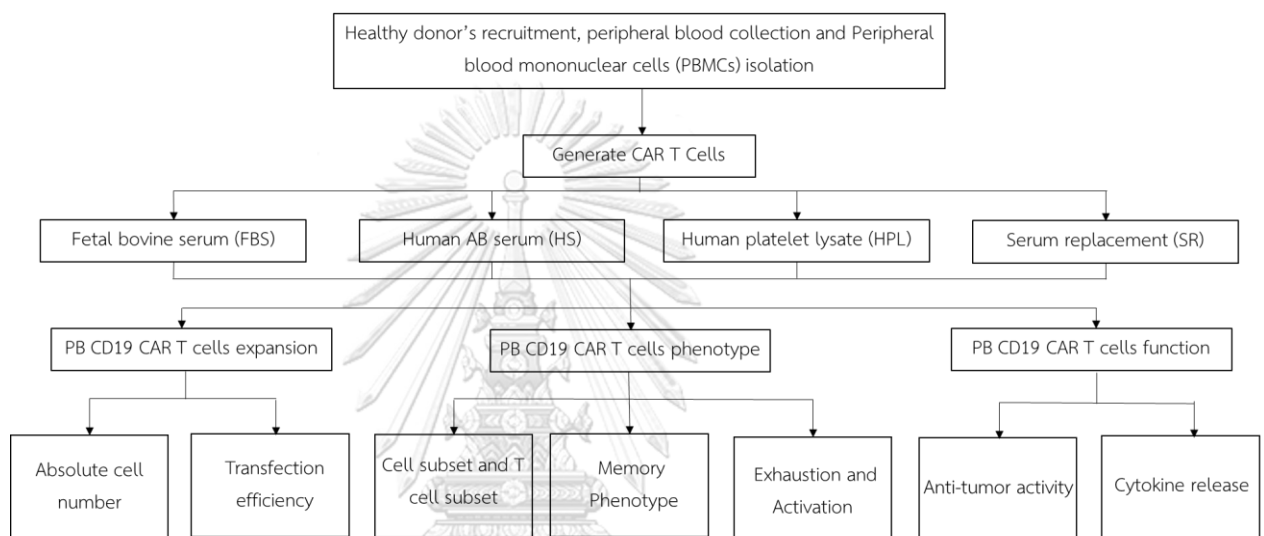 Healthy donor's recruitment, peripheral blood collection and Peripheral
blood mononuclear cells (PBMCs) isolation
Generate CAR T Cells
Fetal bovine serum (FBS)
Human AB serum (HS)
Human platelet lysate (HPL)
Serum replacement (SR)
PB CD19 CAR T cells expansion
PB CD19 CAR T cells phenotype
PB CD19 CAR T cells function
Absolute cell
number
Transfection
efficiency
Cell subset and T
cell subset
Memory
Phenotype
Exhaustion and
Activation
Anti-tumor activity
Cytokine release